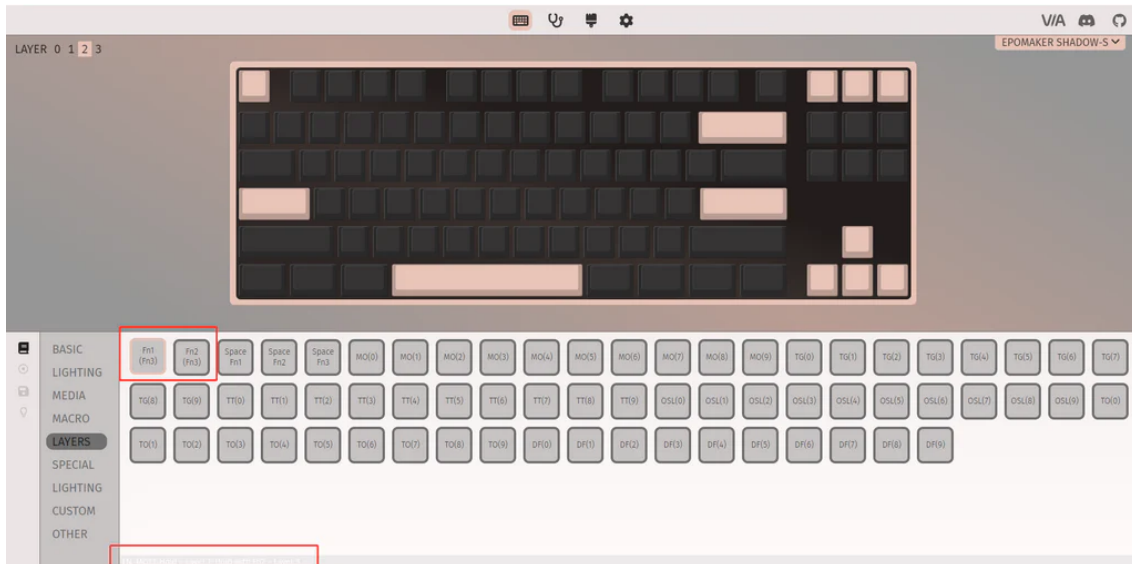 VIA
LAYER 0 1 2 3
EPOMAKER SHADOW-S
BASIC
LIGHTING
MEDIA
MACRO
LAYERS
SPECIAL
LIGHTING
CUSTOM
OTHER
Fn1 (Fn3) Fn2 (Fn3) Space Fn1 Space Fn2 Space Fn3 MO(0) MO(1) MO(2) MO(3) MO(4) MO(5) MO(6) MO(7) MO(8) MO(9) TG(0) TG(1) TG(2) TG(3) TG(4) TG(5) TG(6) TG(7)
TG(8) TG(9) TT(0) TT(1) TT(2) TT(3) TT(4) TT(5) TT(6) TT(7) TT(8) TT(9) OSL(0) OSL(1) OSL(2) OSL(3) OSL(4) OSL(5) OSL(6) OSL(7) OSL(8) OSL(9) TO(0)
TO(1) TO(2) TO(3) TO(4) TO(5) TO(6) TO(7) TO(8) TO(9) DF(0) DF(1) DF(2) DF(3) DF(4) DF(5) DF(6) DF(7) DF(8) DF(9)